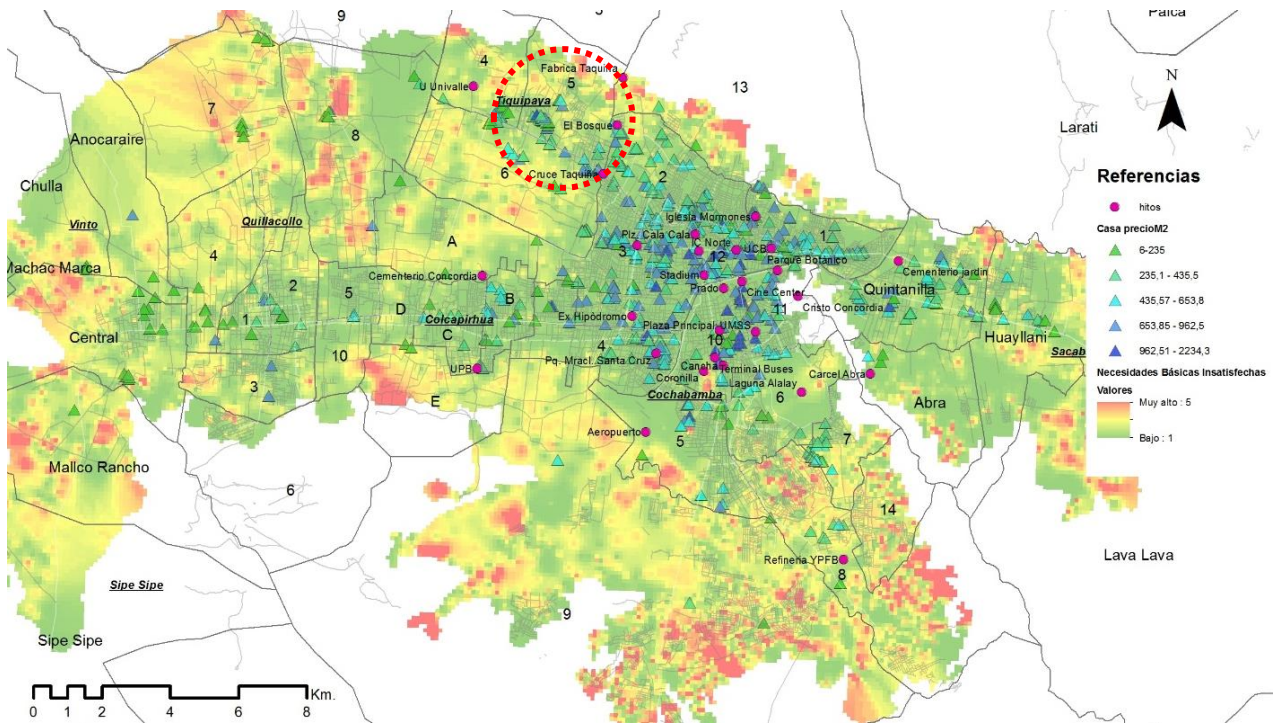 9
5
Palca
13
N
4
Fabrica Taquiña
5
U Univalle
Tiquipaya
7
Larati
El Bosque
Anocaraire
8
6
Cruce Taquiña
2
Chulla
Referencias
hitos
Quillacollo
Iglesia Mormones
Vinto
Casa precioM2
Plz. Cala Cala
1
A
IC Norte
UCB
6-235
4
3
12
Parque Botanico
235,1 - 435,5
Machac Marca
Cementerio Concordia
Stadium
Cementerio jardin
435,57 - 653,8
2
Prado
Cine Center
Quintanilla
5
D
B
Cristo Concordia
653,85 - 962,5
1
Colcapirhua
Ex Hipódromo
11
Central
C
Plaza Principal
UMSS
Huayllani
962,51 - 2234,3
10
4
10
Sacab
Pq. Mracl. Santa Cruz
Cancha
Terminal Buses
Necesidades Básicas Insatisfechas
UPB
Coronilla
Carcel Abra
3
Laguna Alalay
Valores
Cochabamba
6
E
Abra
Muy alto : 5
Aeropuerto
5
7
Bajo : 1
Mallco Rancho
6
14
Lava Lava
Refineria YPFB
8
Sipe Sipe
9
Sipe Sipe
Km.
0 1 2 4 6 8